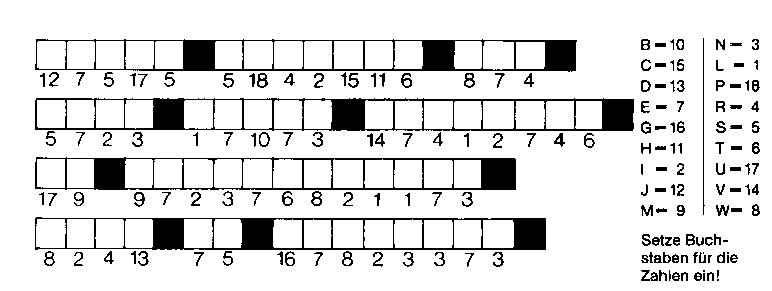 12 7 5 17 5 5 18 4 2 15 11 6 8 7 4
5 7 2 3 1 7 10 7 3 14 7 4 1 2 7 4 6
17 9 9 7 2 3 7 6 8 2 1 1 7 3
8 2 4 13 7 5 16 7 8 2 3 3 7 3
B – 10
C – 15
D – 13
E – 7
G – 16
H – 11
I – 2
J – 12
M – 9
N – 3
L – 1
P – 18
R – 4
S – 5
T – 6
U – 17
V – 14
W – 8
Setze Buch-
staben für die
Zahlen ein!